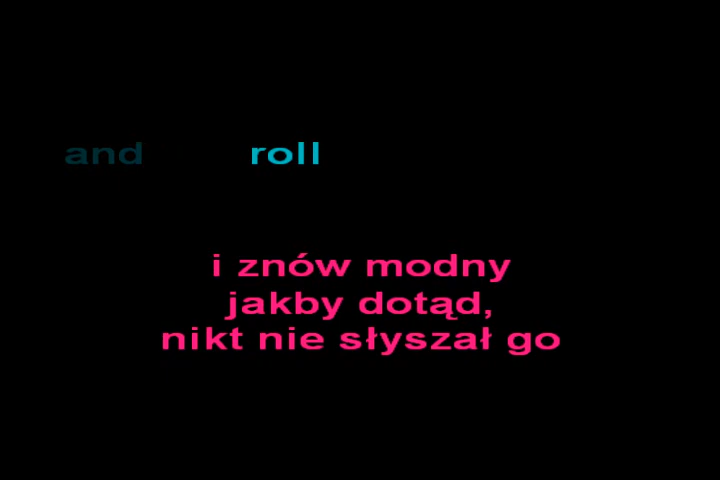 and roll
i znów modny
jakby dotąd,
nikt nie słyszał go